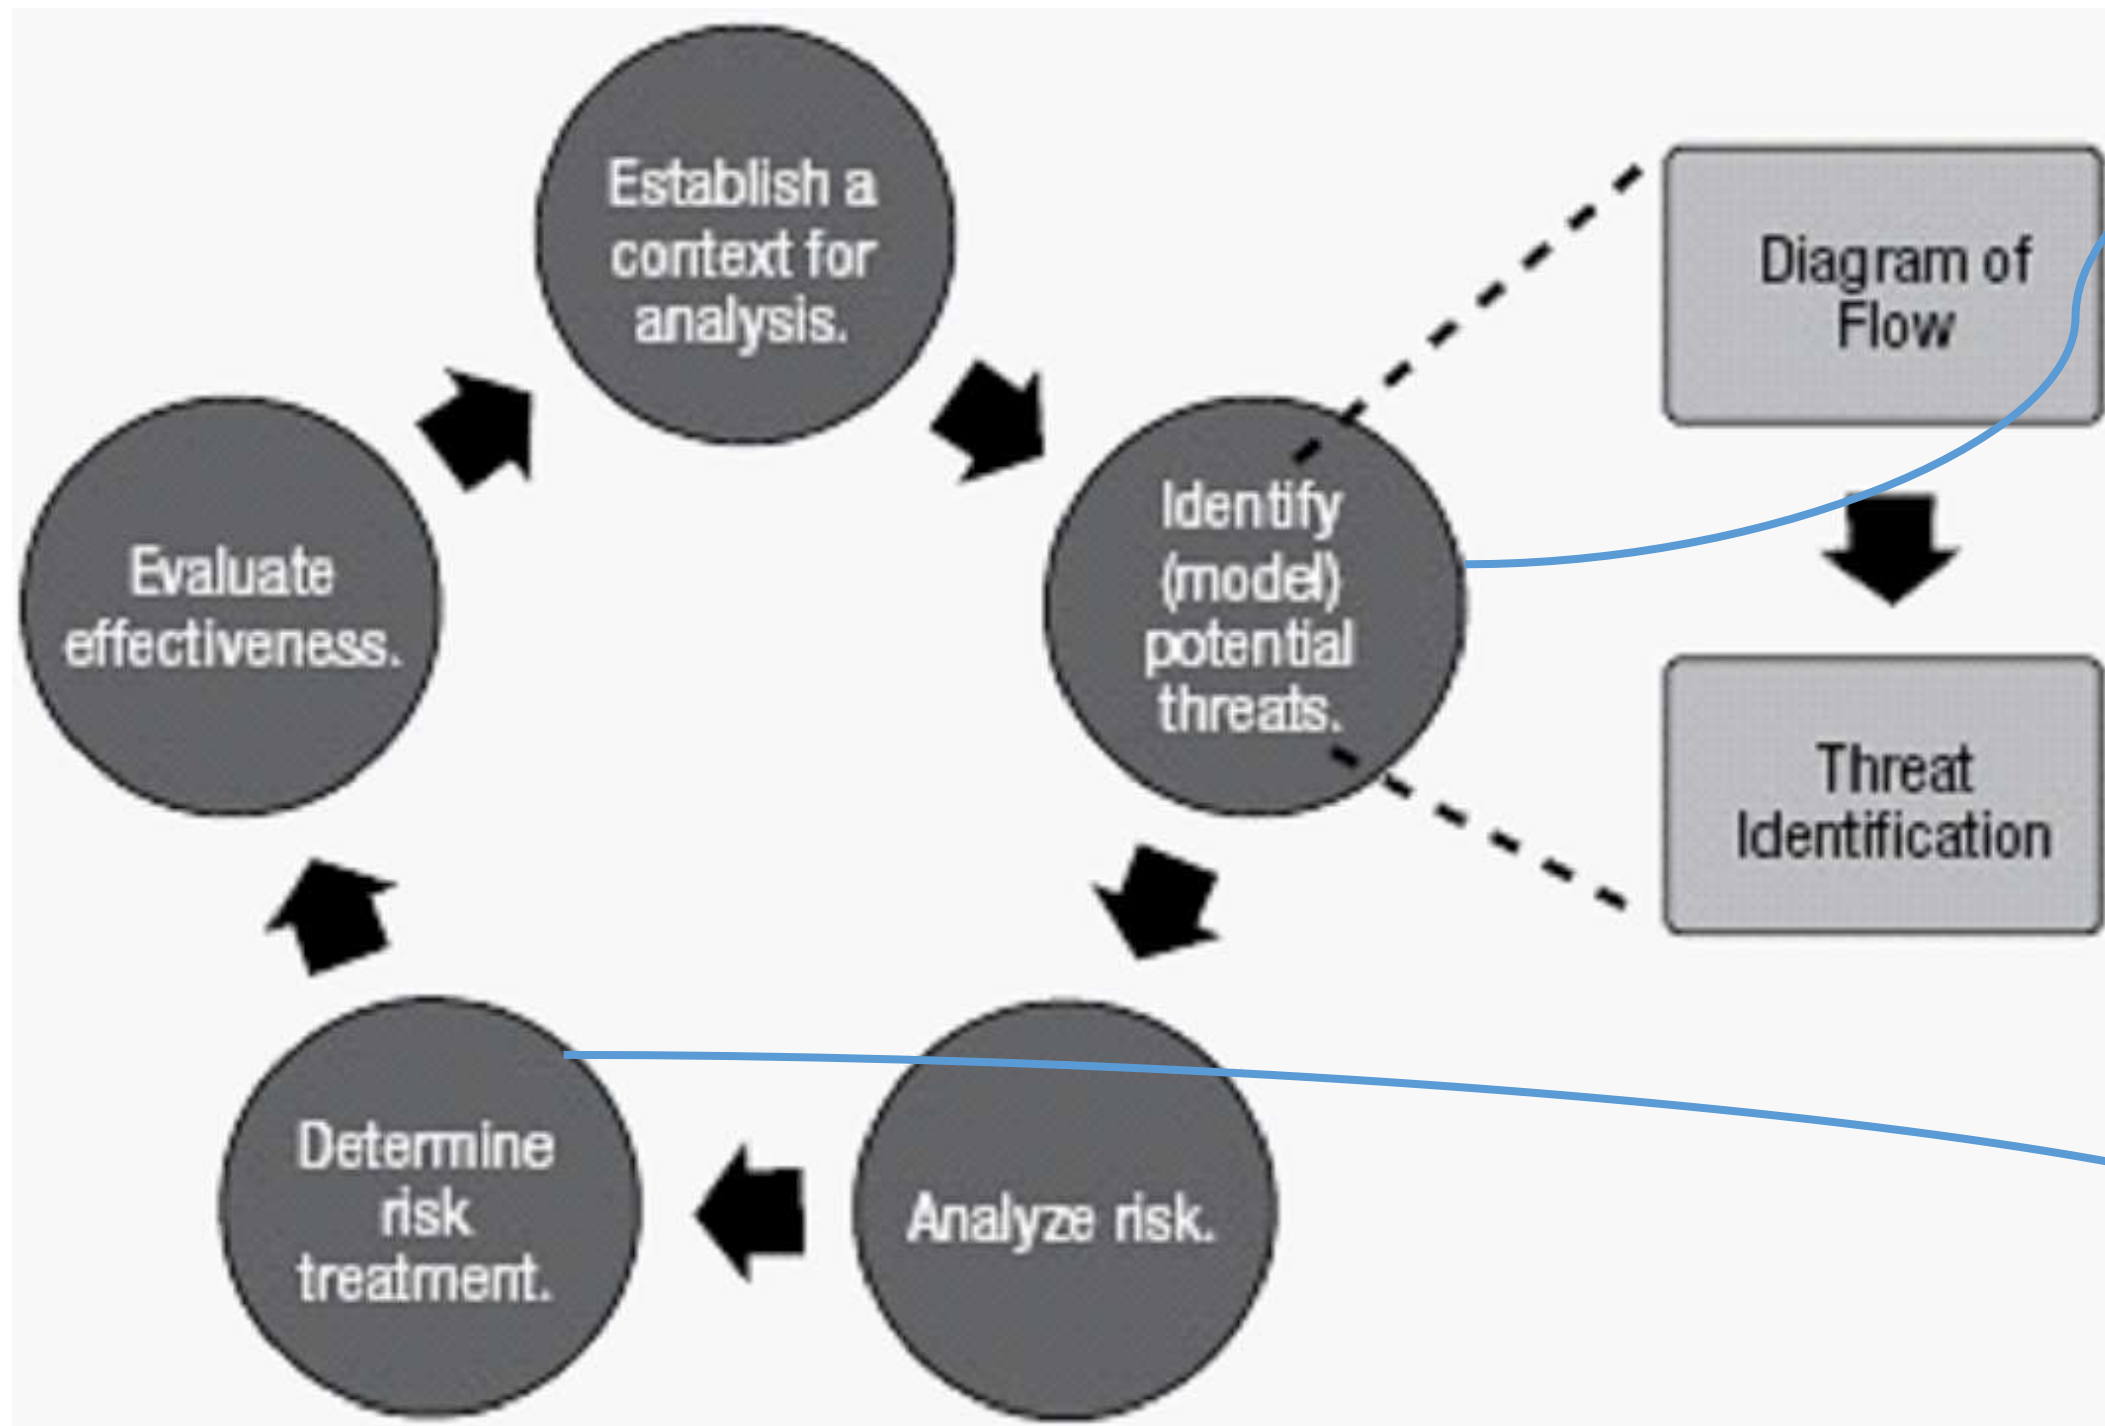 Establish a
context for
analysis.
Identify
(model)
potential
threats.
Analyze risk.
Determine
risk
treatment.
Evaluate
effectiveness.
Diagram of
Flow
Threat
Identification